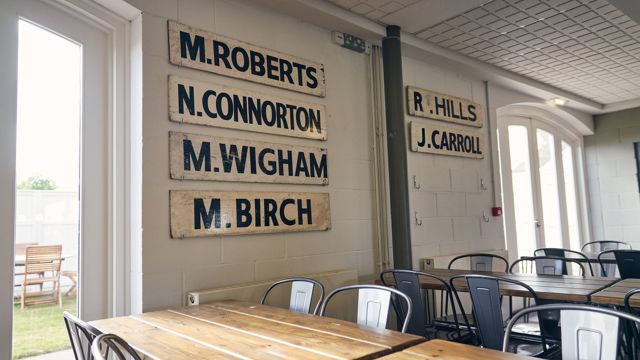 M.ROBERTS
N.CONNORTON
M.WIGHAM
M.BIRCH
R.HILLS
J.CARROLL